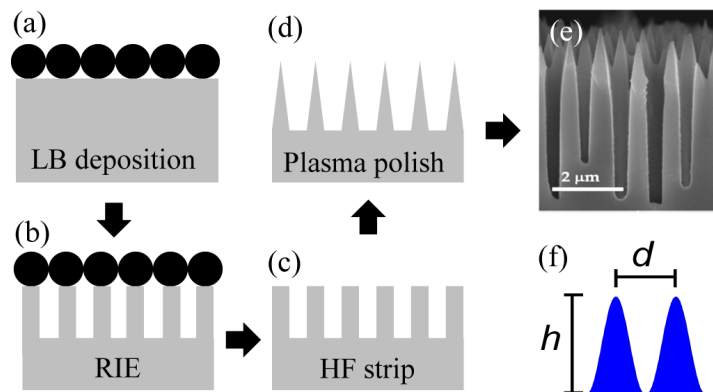 (a)
LB deposition
(b)
RIE
(c)
HF strip
(d)
Plasma polish
(e)
2 μm
(f)
d
h